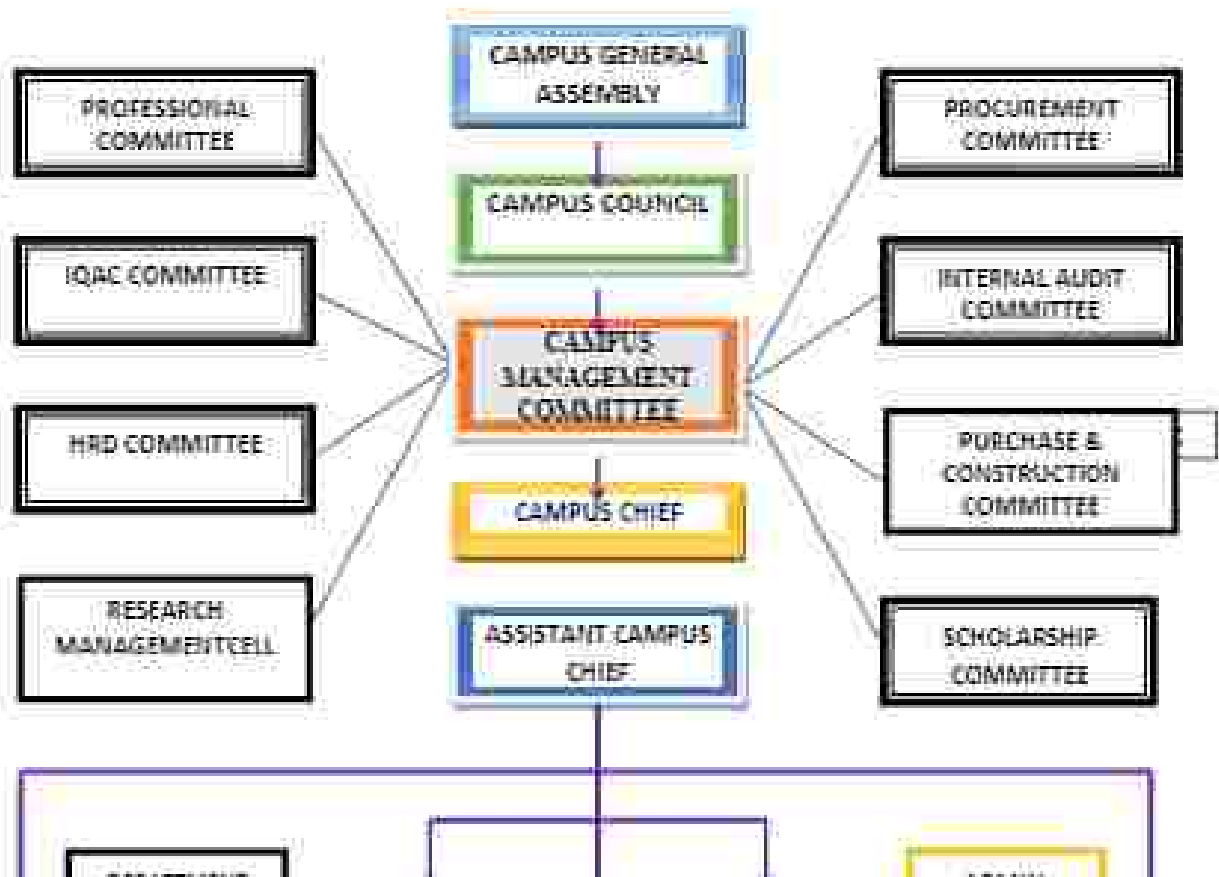 CAMPUS GENERAL
ASSEMBLY
PROFESSIONAL
COMMITTEE
PROCUREMENT
COMMITTEE
CAMPUS COUNCIL
IQAC COMMITTEE
INTERNAL AUDIT
COMMITTEE
CAMPUS
MANAGEMENT
COMMITTEE
HRD COMMITTEE
PURCHASE &
CONSTRUCTION
COMMITTEE
CAMPUS CHIEF
RESEARCH
MANAGEMENTCELL
ASSISTANT CAMPUS
CHIEF
SCHOLARSHIP
COMMITTEE